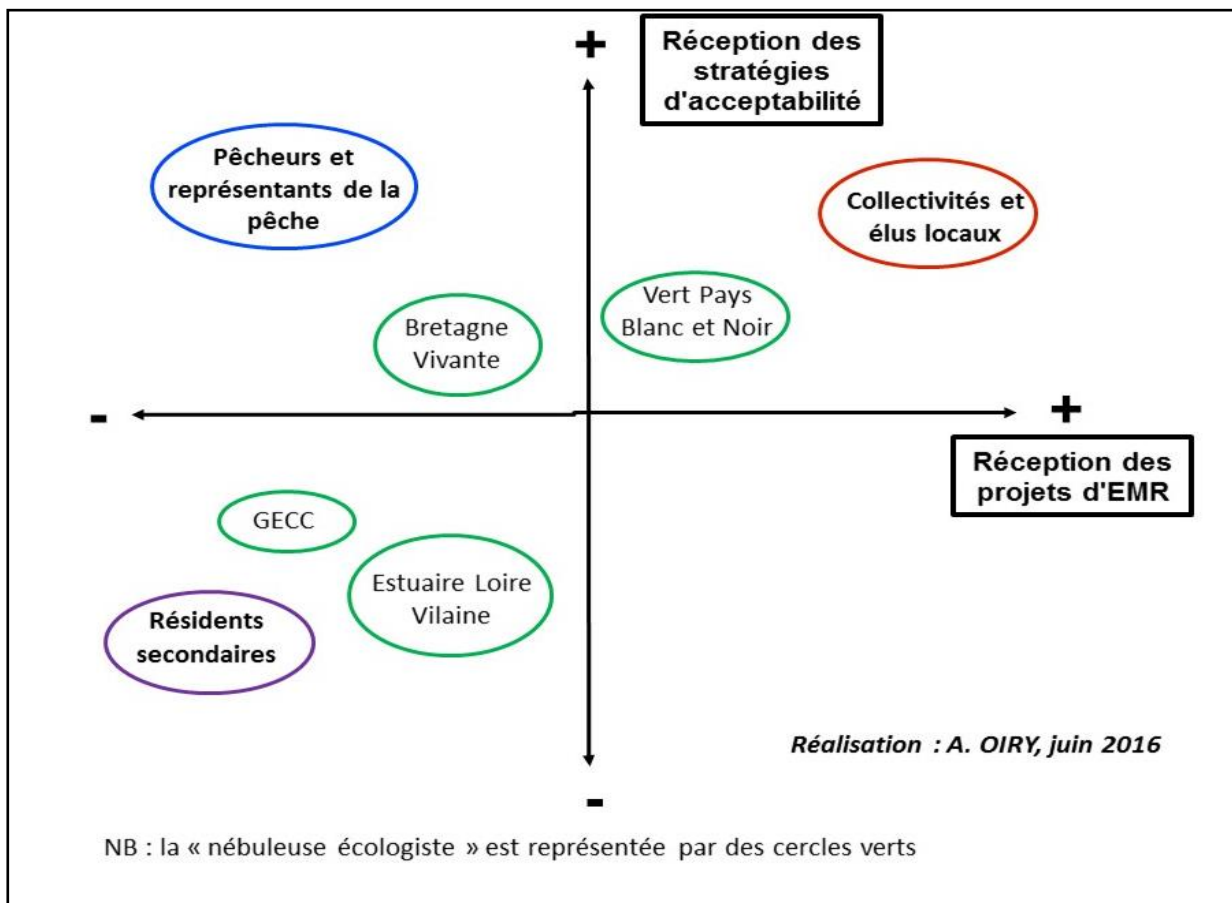 +
Réception des
stratégies
d'acceptabilité
Pêcheurs et
représentants de la
pêche
Collectivités et
élus locaux
Vert Pays
Blanc et Noir
Bretagne
Vivante
-
+
Réception des
projets d'EMR
GECC
Estuaire Loire
Vilaine
Résidents
secondaires
Réalisation : A. OIRY, juin 2016
-
NB : la « nébuleuse écologiste » est représentée par des cercles verts